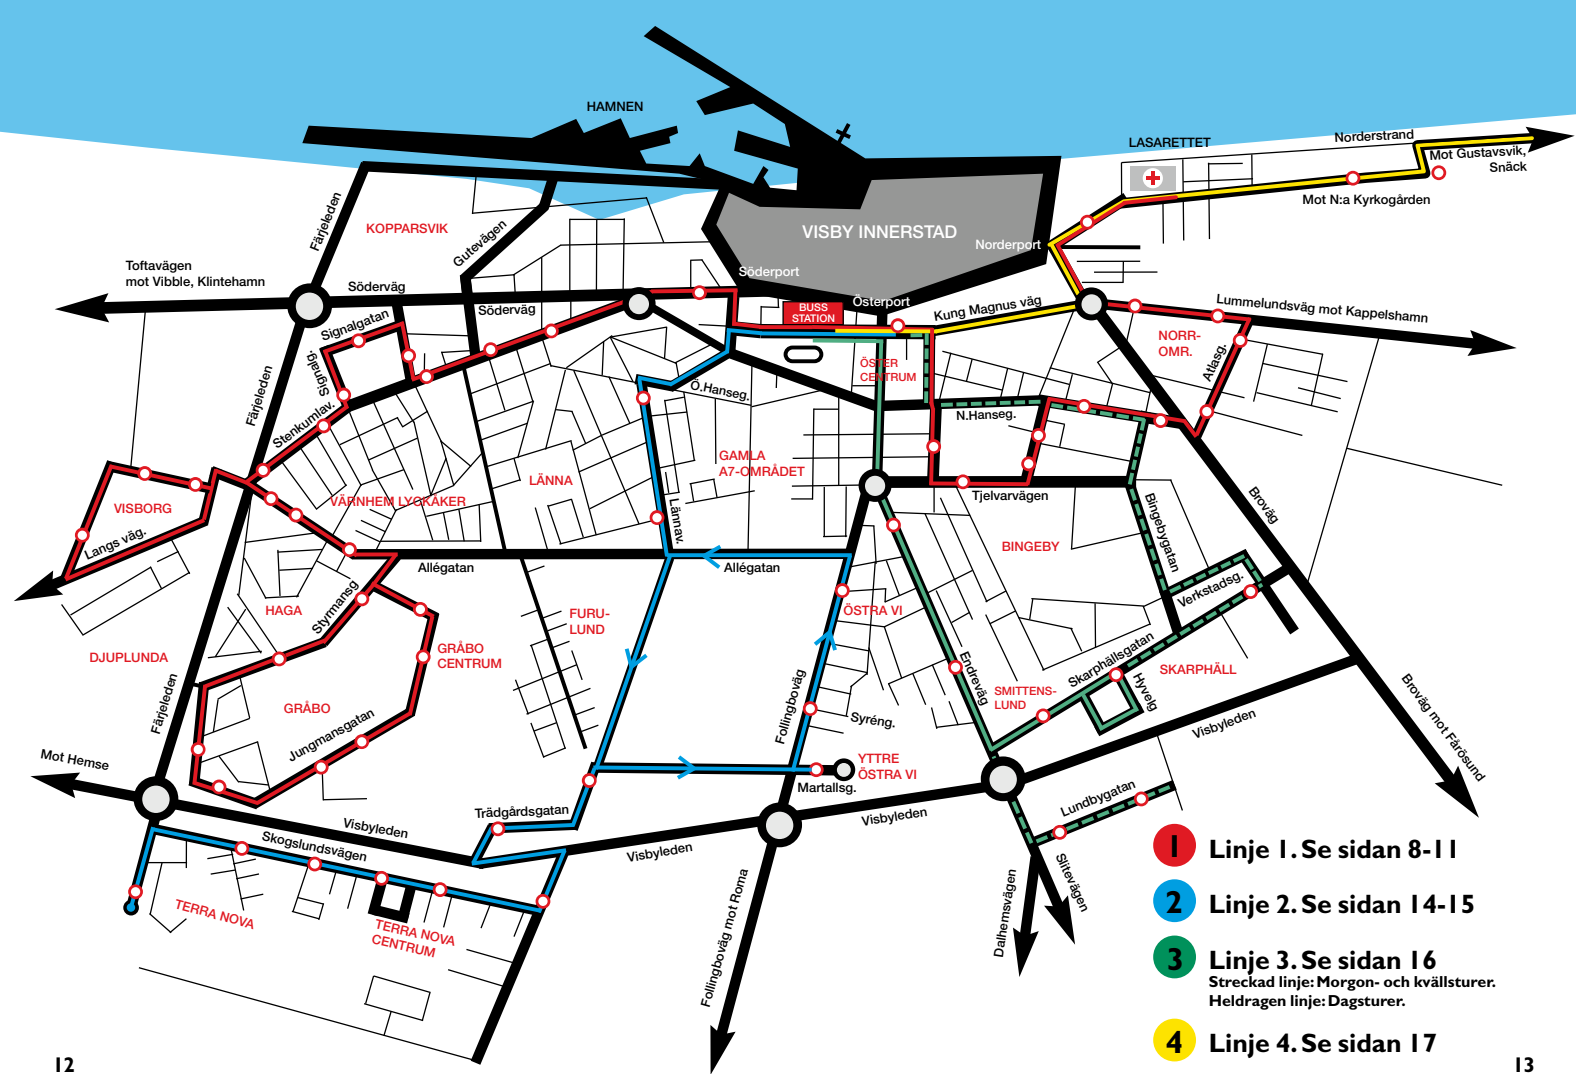 HAMNEN
LASARETTET
Norderstrand
Mot Gustavsvik,
Snäck
Mot N:a Kyrkogården
Färjeleden
KOPPARSVIK
Gutevägen
VISBY INNERSTAD
Norderport
Toftavägen
mot Vibble, Klintehamn
Söderväg
Söderport
Österport
BUSS
STATION
Kung Magnus väg
Lummelundsväg mot Kappelshamn
Signalgatan
Söderväg
Signalg.
NORR-
OMR.
Atlasg.
ÖSTER
CENTRUM
Färjeleden
Stenkumlav.
Ö.Hanseg.
N.Hanseg.
GAMLA
A7-OMRÅDET
LÄNNA
VÄRNHEM LYCKÅKER
VISBORG
Langs väg.
Lännav.
Tjelvarvägen
Bingebygatan
Broväg
BINGEBY
Allégatan
Allégatan
Verkstadsg.
HAGA
Styrmansg
FURU-
LUND
ÖSTRA VI
DJUPLUNDA
GRÅBO
CENTRUM
Endreväg
Skarphällsgatan
SKARPHÄLL
SMITTENS-
LUND
Hyvelg
Färjeleden
GRÅBO
Jungmansgatan
Follingboväg
Syréng.
Visbyleden
Broväg mot Fårösund
Mot Hemse
YTTRE
ÖSTRA VI
Martallsg.
Lundbygatan
Trädgårdsgatan
Visbyleden
Visbyleden
Skogslundsvägen
Visbyleden
TERRA NOVA
TERRA NOVA
CENTRUM
Follingboväg mot Roma
Dalhemsvägen
Slitevägen
1 Linje 1. Se sidan 8-11
2 Linje 2. Se sidan 14-15
3 Linje 3. Se sidan 16
Streckad linje: Morgon- och kvällsturer.
Heldragen linje: Dagsturer.
4 Linje 4. Se sidan 17
12
13